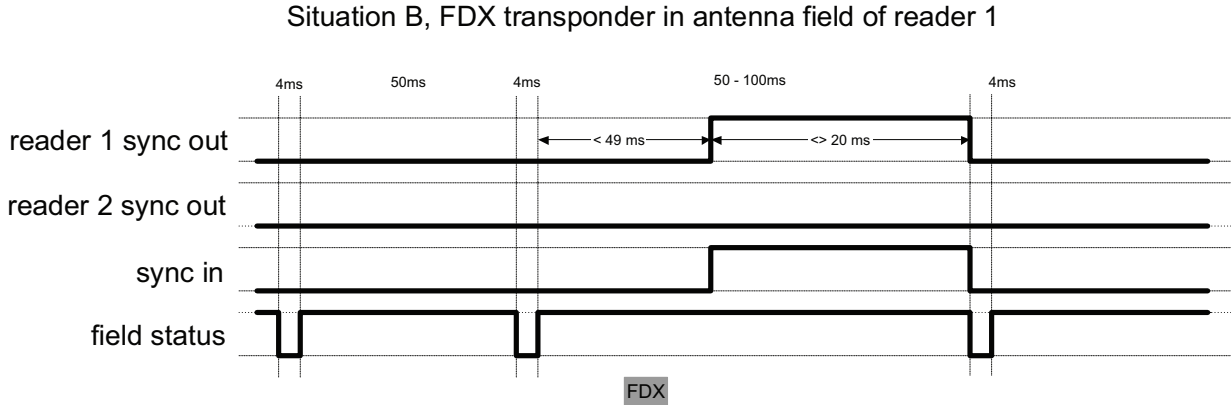 Situation B, FDX transponder in antenna field of reader 1
4ms 50ms 4ms 50 - 100ms 4ms
reader 1 sync out < 49 ms <> 20 ms
reader 2 sync out
sync in
field status
FDX